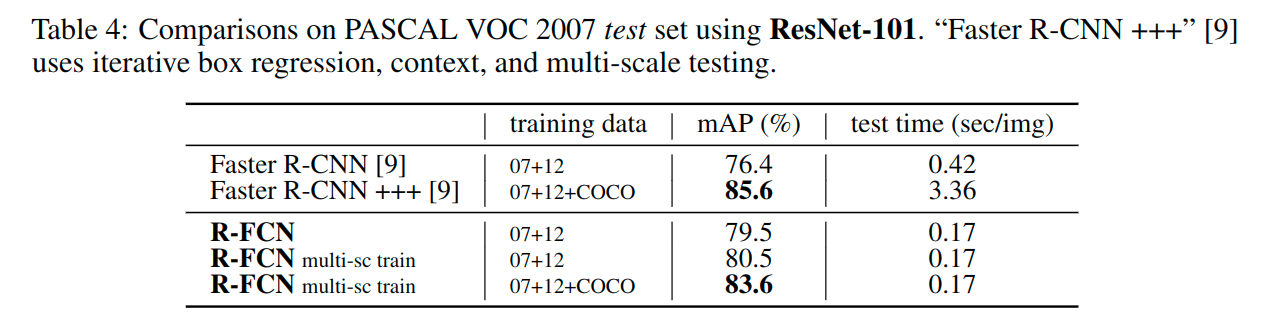 Table 4: Comparisons on PASCAL VOC 2007 test set using ResNet-101. “Faster R-CNN +++” [9]
uses iterative box regression, context, and multi-scale testing.
training data mAP (%) test time (sec/img)
Faster R-CNN [9] 07+12 76.4 0.42
Faster R-CNN +++ [9] 07+12+COCO 85.6 3.36
R-FCN 07+12 79.5 0.17
R-FCN multi-sc train 07+12 80.5 0.17
R-FCN multi-sc train 07+12+COCO 83.6 0.17